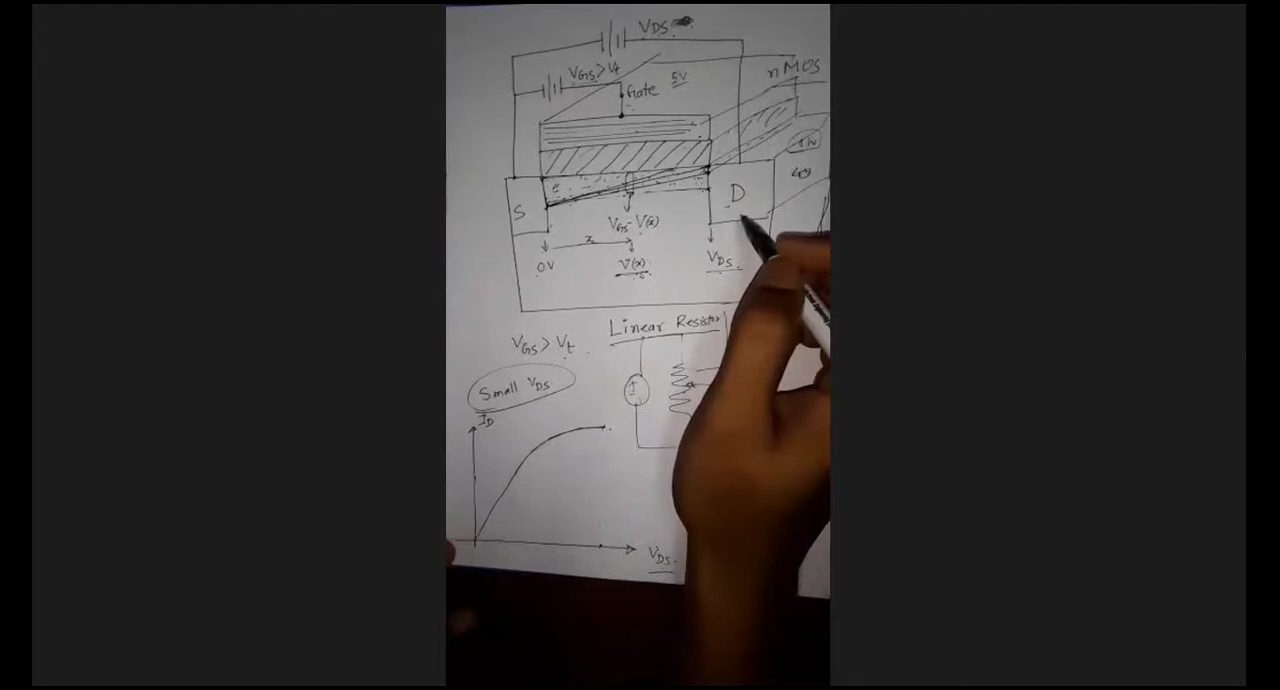 VDS
VGS>Vt
Gate
5V
nMOS
e
S
D
VGS-V(x)
x
0V
V(x)
VDS
Linear Resistor
VGS > Vt
Small VDS
I
ID
VDS